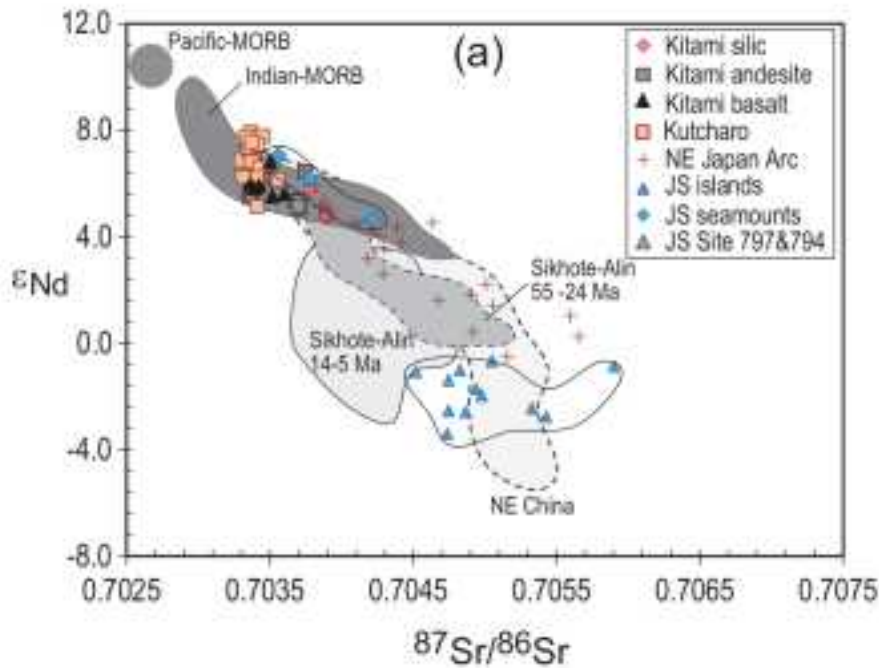 12.0
8.0
4.0
0.0
-4.0
-8.0
εNd
Pacific-MORB
Indian-MORB
(a)
Kitami silic
Kitami andesite
Kitami basalt
Kutcharo
NE Japan Arc
JS islands
JS seamounts
JS Site 797&794
Sikhote-Alin
55 -24 Ma
Sikhote-Alin
14-5 Ma
NE China
0.7025 0.7035 0.7045 0.7055 0.7065 0.7075
87Sr/86Sr